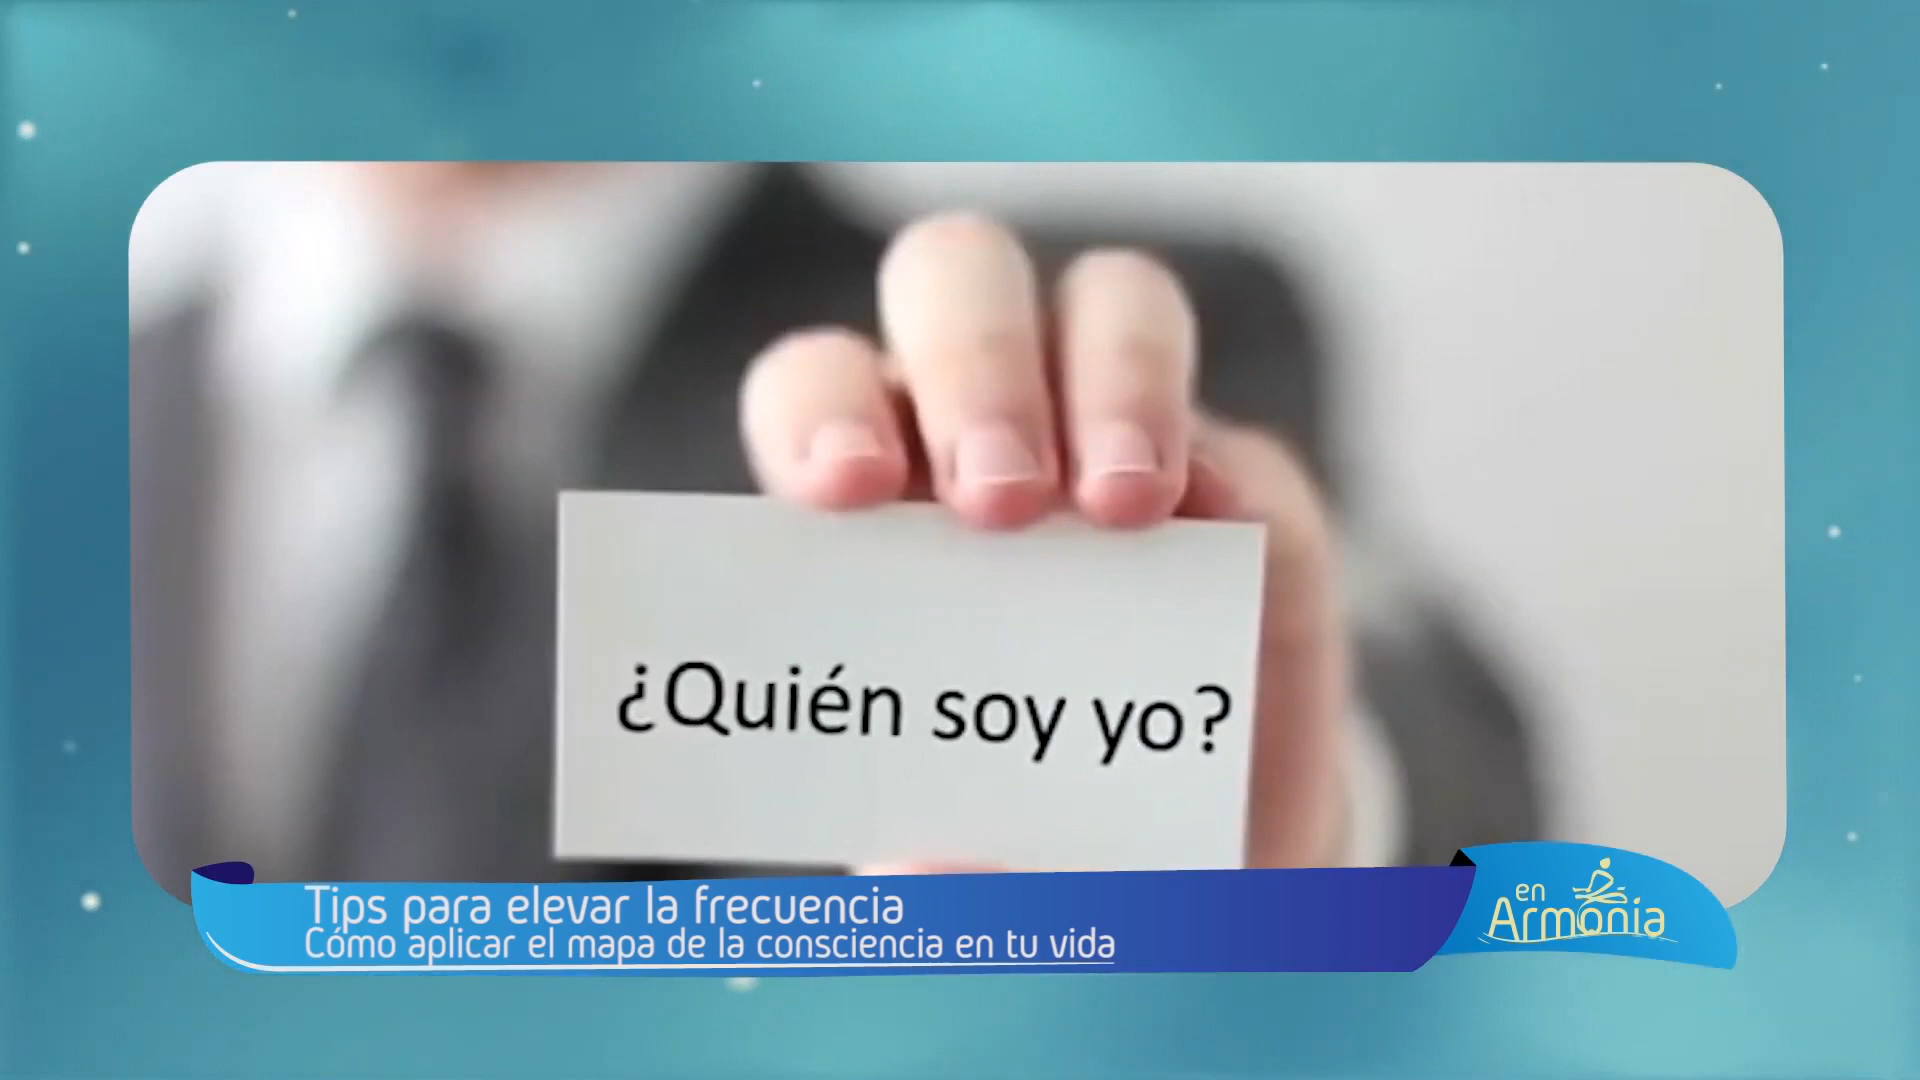 ¿Quién soy yo?
Tips para elevar la frecuencia
Cómo aplicar el mapa de la consciencia en tu vida
en
Armonia